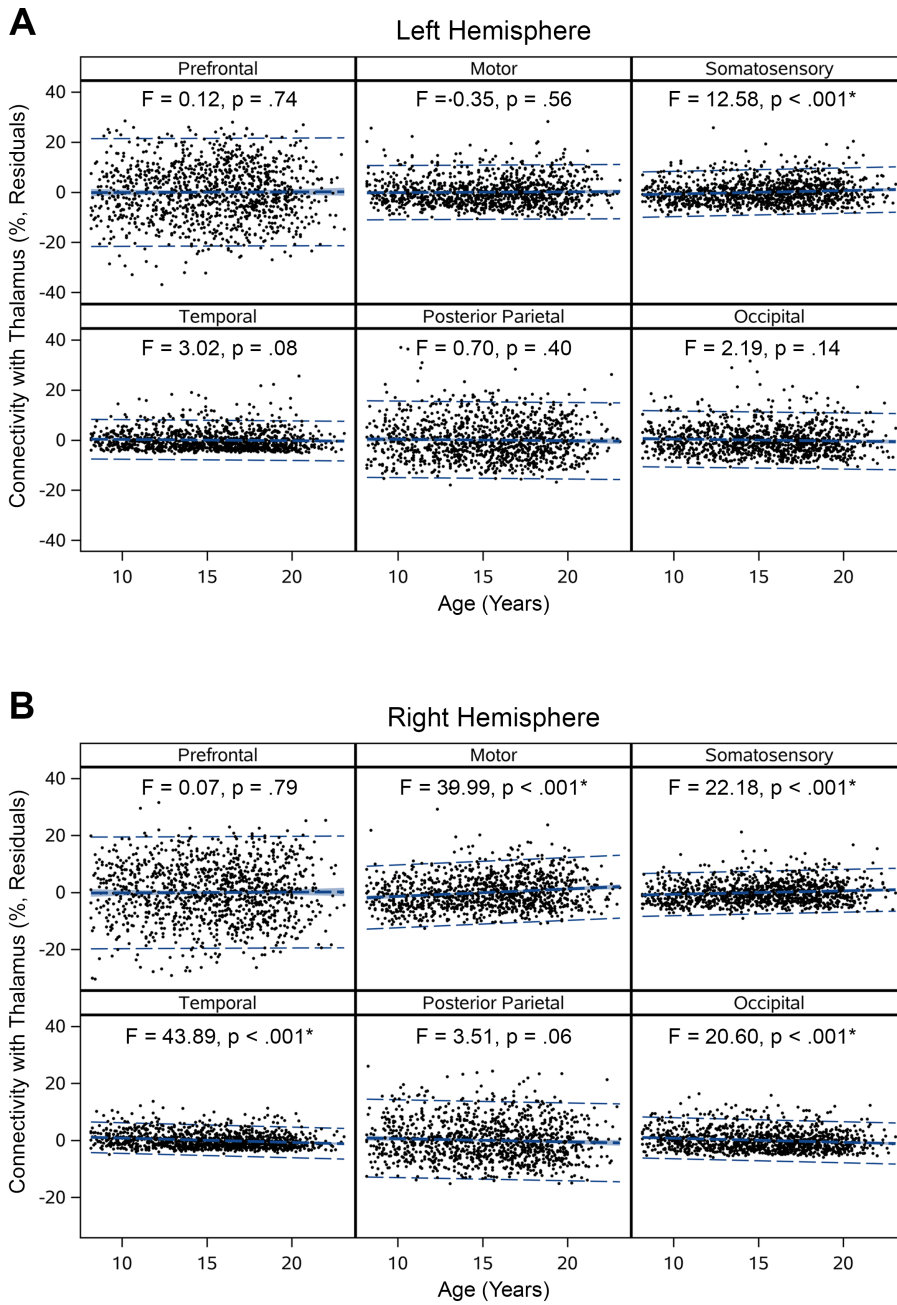 A
Left Hemisphere
Prefrontal Motor Somatosensory
F = 0.12, p = .74 F = 0.35, p = .56 F = 12.58, p < .001*
40
20
0
-20
-40
Temporal Posterior Parietal Occipital
F = 3.02, p = .08 F = 0.70, p = .40 F = 2.19, p = .14
40
20
0
-20
-40
Connectivity with Thalamus (%, Residuals)
10 15 20 10 15 20 10 15 20
Age (Years)
B
Right Hemisphere
Prefrontal Motor Somatosensory
F = 0.07, p = .79 F = 39.99, p < .001* F = 22.18, p < .001*
40
20
0
-20
Temporal Posterior Parietal Occipital
F = 43.89, p < .001* F = 3.51, p = .06 F = 20.60, p < .001*
40
20
0
-20
Connectivity with Thalamus (%, Residuals)
10 15 20 10 15 20 10 15 20
Age (Years)